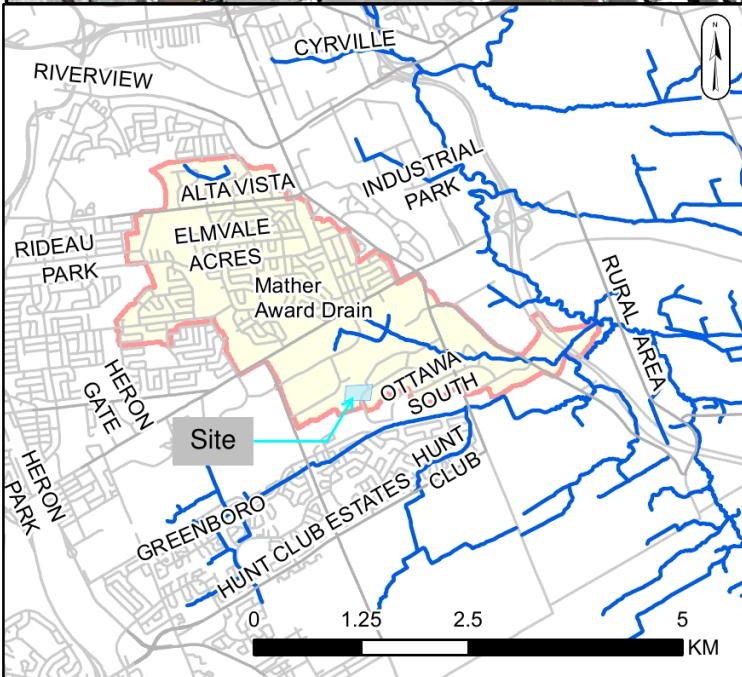 N
CYRVILLE
RIVERVIEW
INDUSTRIAL
PARK
ALTA VISTA
ELMVALE
ACRES
RIDEAU
PARK
Mather
Award Drain
RURAL
AREA
HERON
GATE
OTTAWA
SOUTH
Site
HERON
PARK
HUNT
CLUB
GREENBORO
HUNT CLUB ESTATES
0
1.25
2.5
5
KM